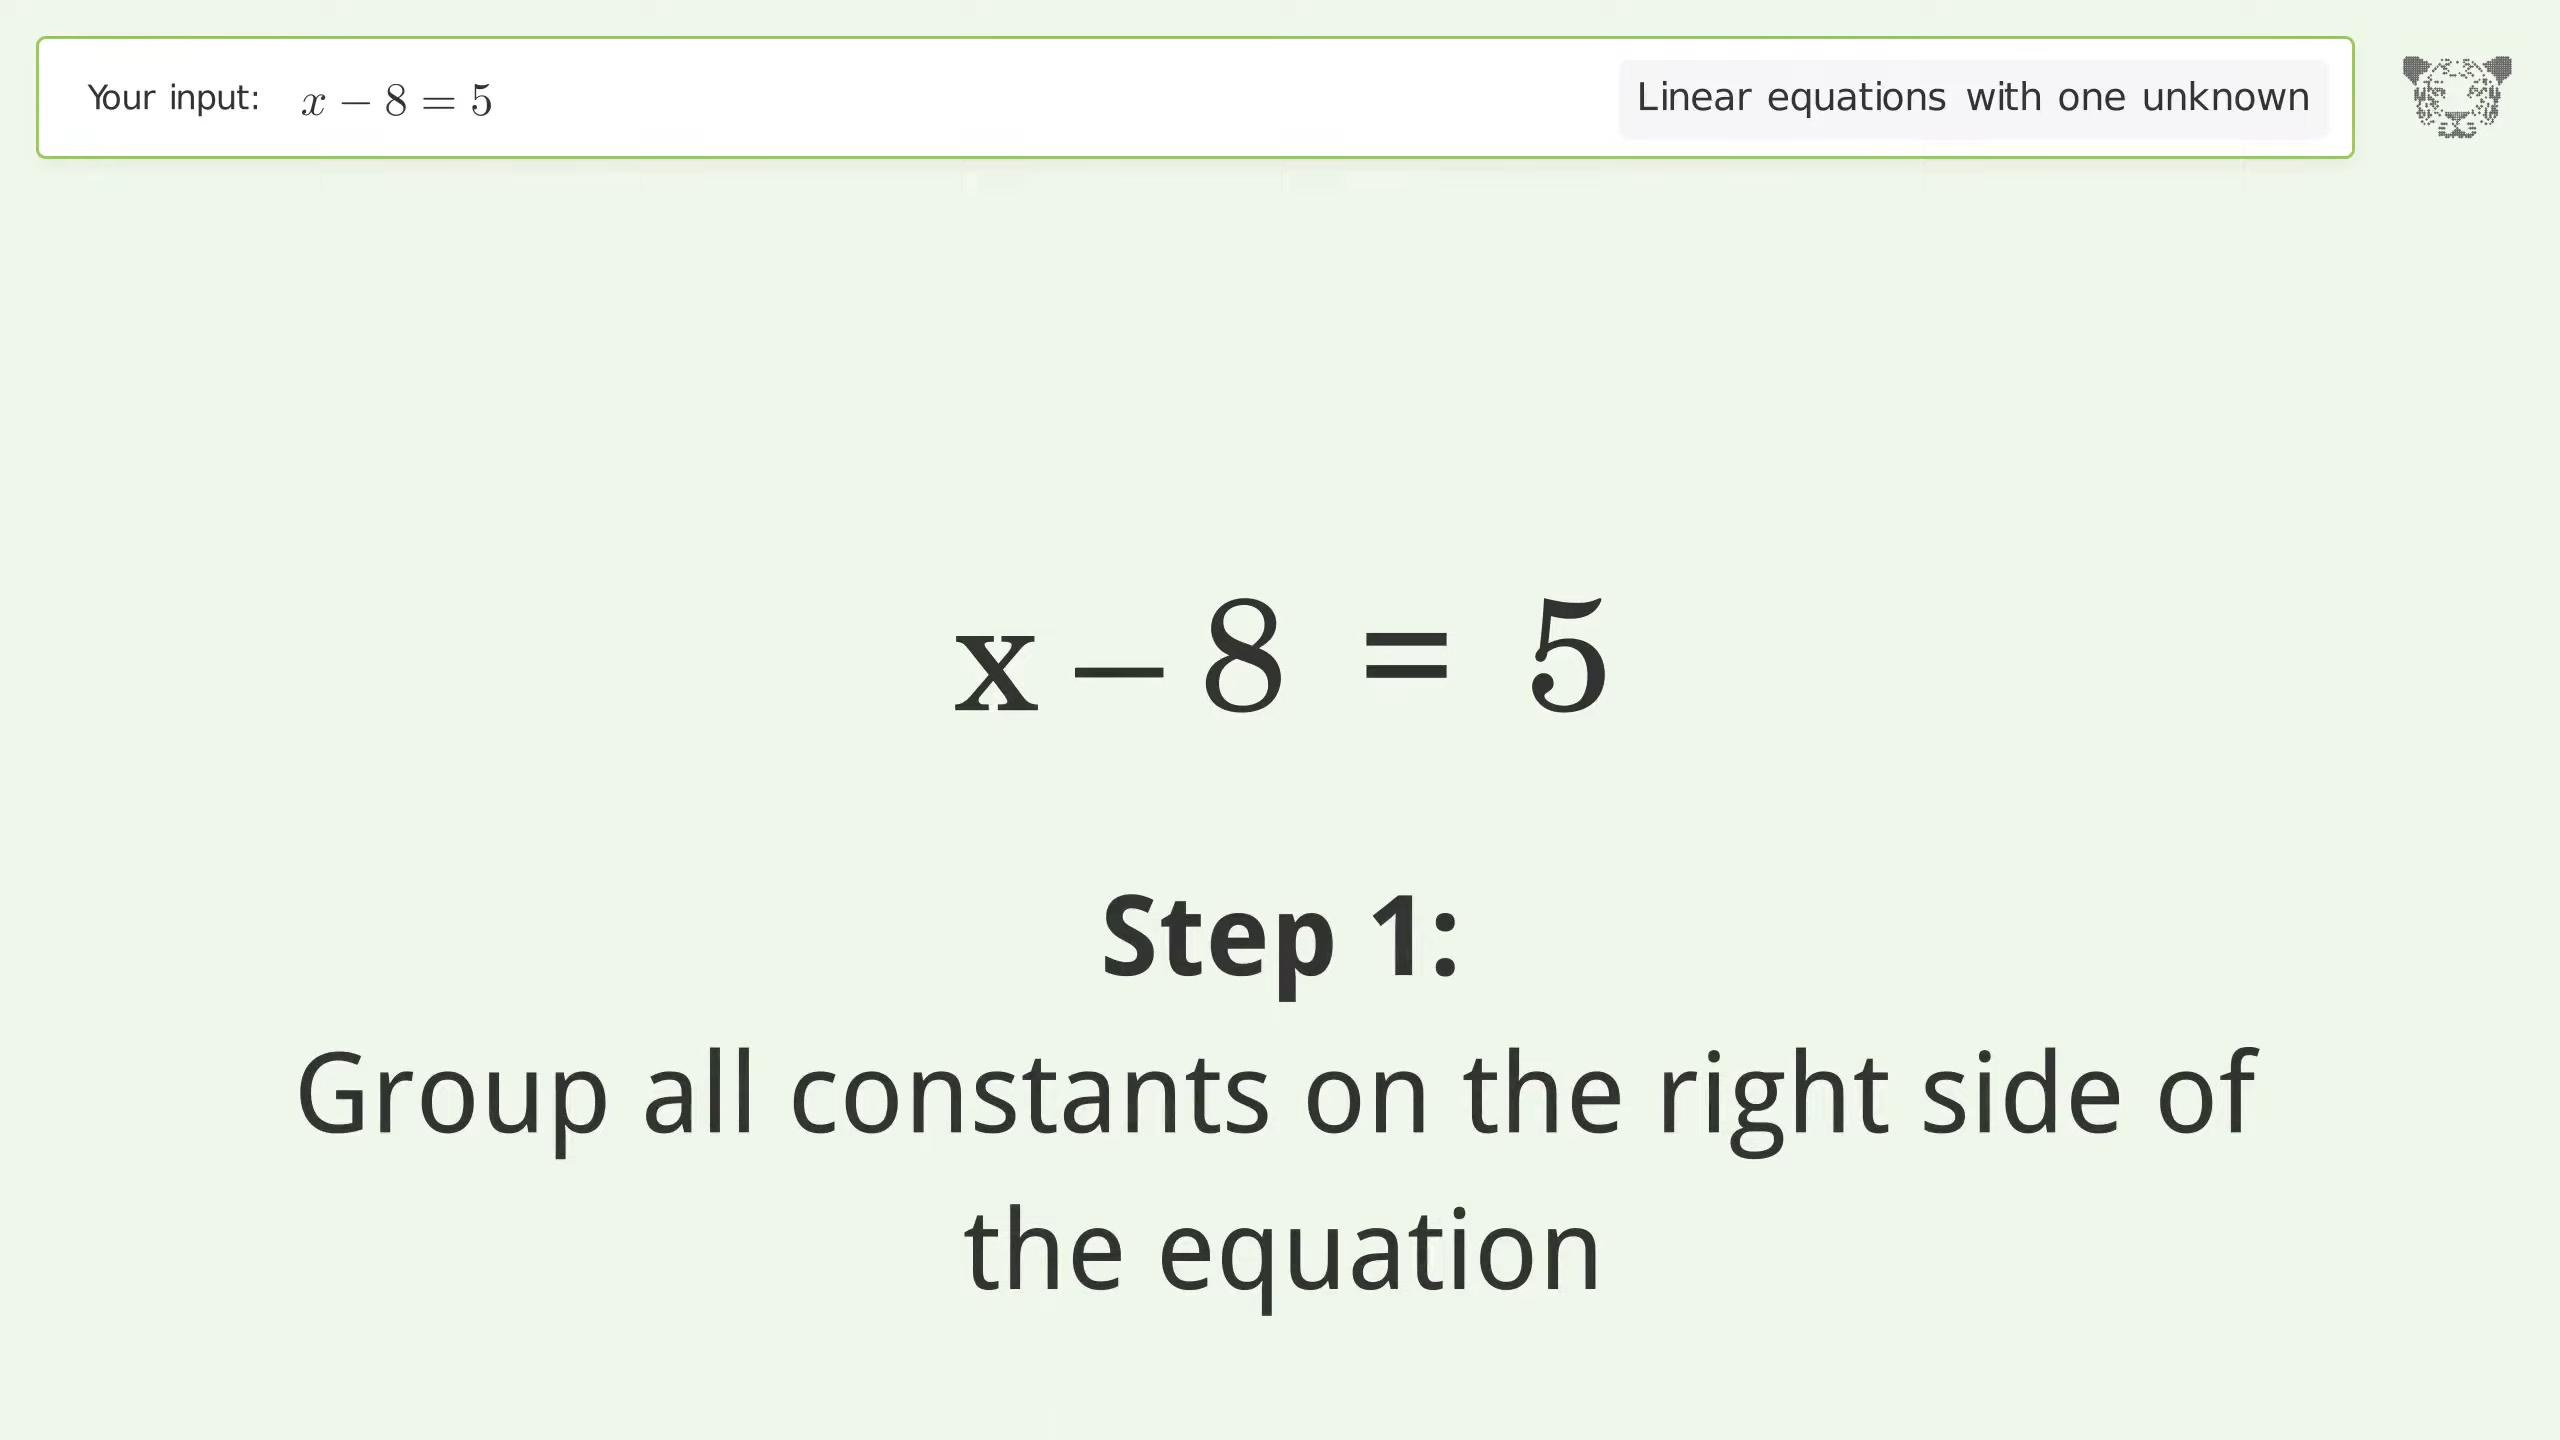 Your input: x − 8 = 5 Linear equations with one unknown
x − 8 = 5
Step 1:
Group all constants on the right side of
the equation